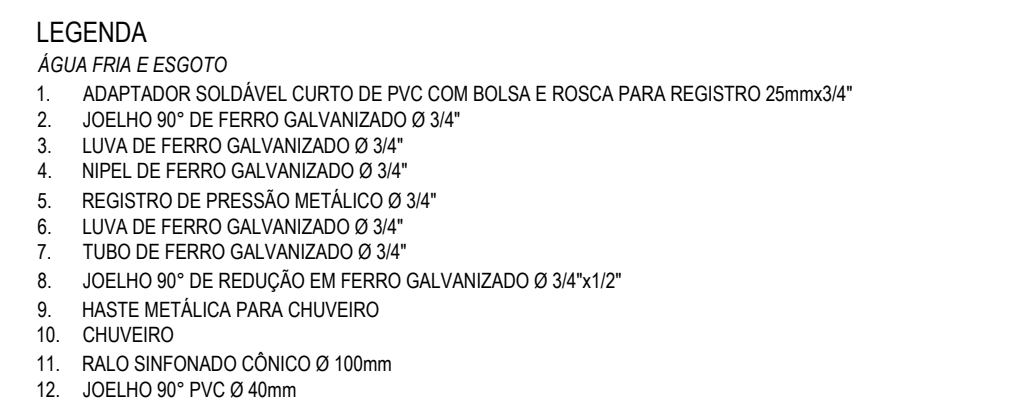 LEGENDA
ÁGUA FRIA E ESGOTO
1. ADAPTADOR SOLDÁVEL CURTO DE PVC COM BOLSA E ROSCA PARA REGISTRO 25mmx3/4"
2. JOELHO 90° DE FERRO GALVANIZADO Ø 3/4"
3. LUVA DE FERRO GALVANIZADO Ø 3/4"
4. NIPEL DE FERRO GALVANIZADO Ø 3/4"
5. REGISTRO DE PRESSÃO METÁLICO Ø 3/4"
6. LUVA DE FERRO GALVANIZADO Ø 3/4"
7. TUBO DE FERRO GALVANIZADO Ø 3/4"
8. JOELHO 90° DE REDUÇÃO EM FERRO GALVANIZADO Ø 3/4"x1/2"
9. HASTE METÁLICA PARA CHUVEIRO
10. CHUVEIRO
11. RALO SINFONADO CÔNICO Ø 100mm
12. JOELHO 90° PVC Ø 40mm